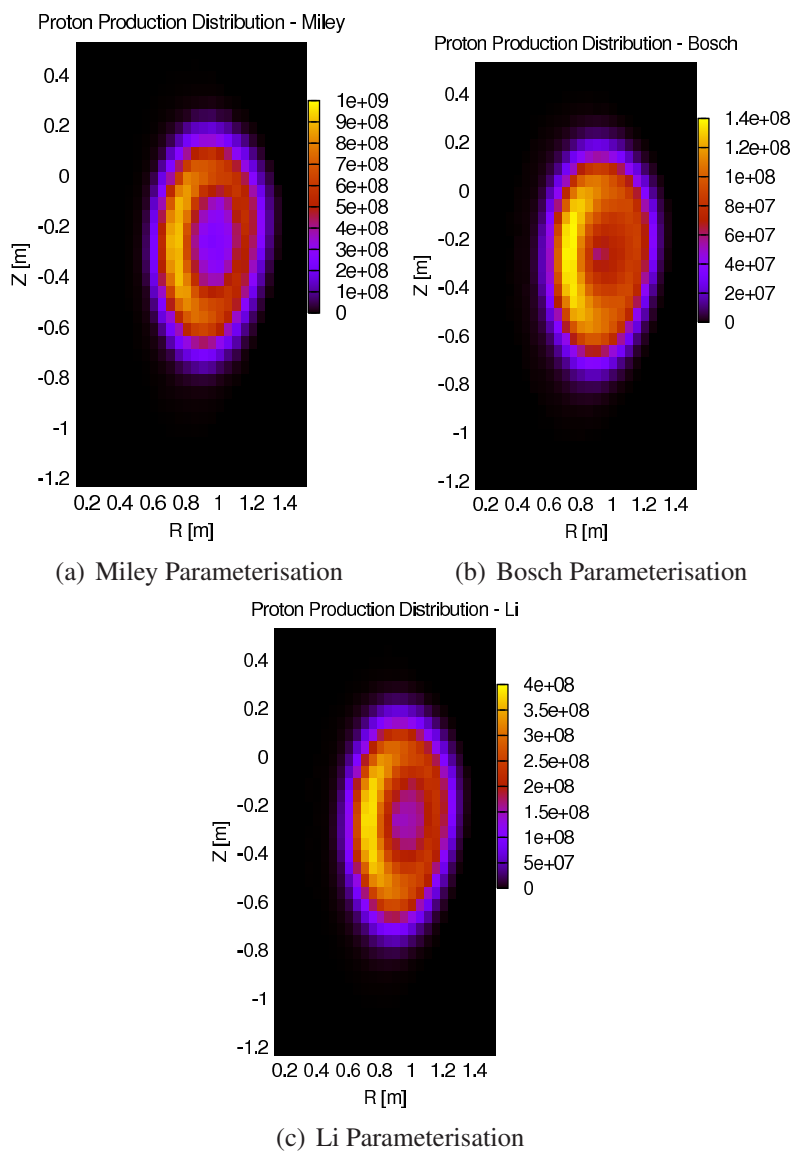 Proton Production Distribution - Miley
0.4
0.2
0
-0.2
-0.4
-0.6
-0.8
-1
-1.2
Z [m]
0.2 0.4 0.6 0.8 1 1.2 1.4
R [m]
1e+09
9e+08
8e+08
7e+08
6e+08
5e+08
4e+08
3e+08
2e+08
1e+08
0
(a) Miley Parameterisation
Proton Production Distribution - Bosch
0.4
0.2
0
-0.2
-0.4
-0.6
-0.8
-1
-1.2
Z [m]
0.2 0.4 0.6 0.8 1 1.2 1.4
R [m]
1.4e+08
1.2e+08
1e+08
8e+07
6e+07
4e+07
2e+07
0
(b) Bosch Parameterisation
Proton Production Distribution - Li
0.4
0.2
0
-0.2
-0.4
-0.6
-0.8
-1
-1.2
Z [m]
0.2 0.4 0.6 0.8 1 1.2 1.4
R [m]
4e+08
3.5e+08
3e+08
2.5e+08
2e+08
1.5e+08
1e+08
5e+07
0
(c) Li Parameterisation